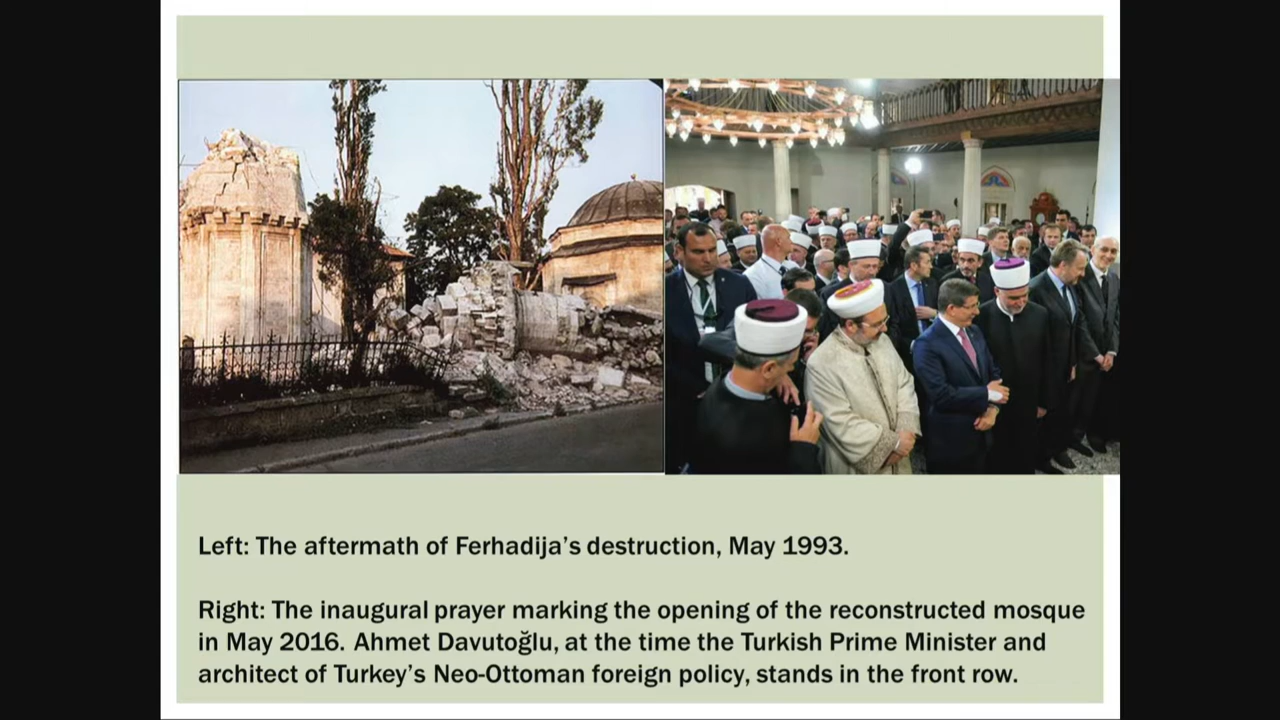 Left: The aftermath of Ferhadija's destruction, May 1993.
Right: The inaugural prayer marking the opening of the reconstructed mosque
in May 2016. Ahmet Davutoğlu, at the time the Turkish Prime Minister and
architect of Turkey's Neo-Ottoman foreign policy, stands in the front row.